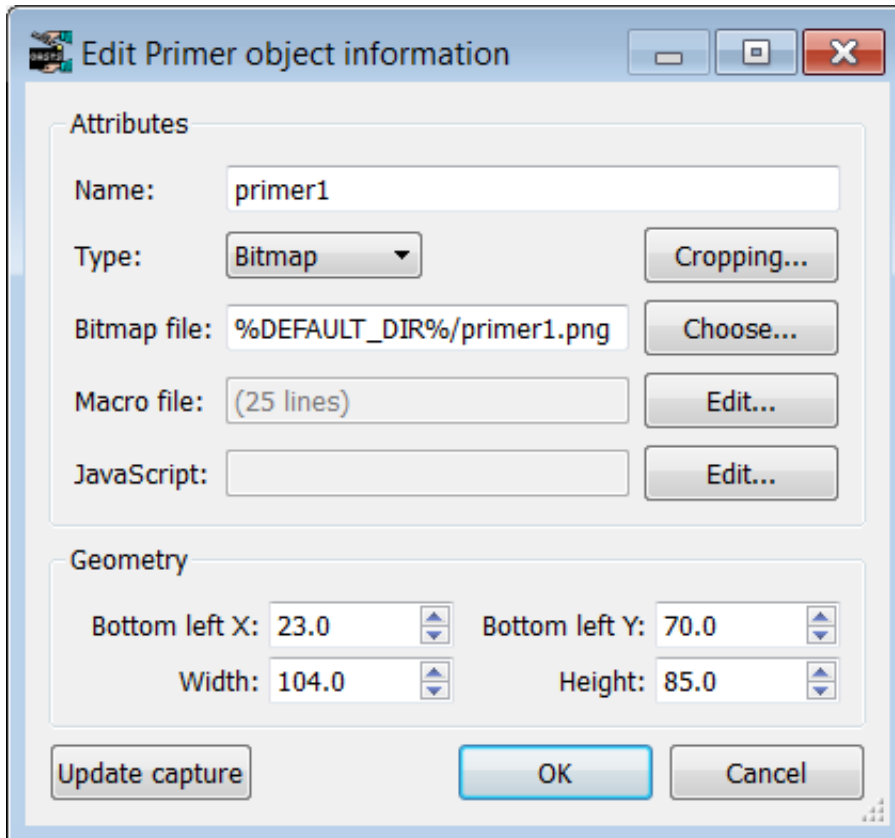 Edit Primer object information
Attributes
Name: primer1
Type: Bitmap Cropping...
Bitmap file: %DEFAULT_DIR%/primer1.png Choose...
Macro file: (25 lines) Edit...
JavaScript: Edit...
Geometry
Bottom left X: 23.0 Bottom left Y: 70.0
Width: 104.0 Height: 85.0
Update capture OK Cancel